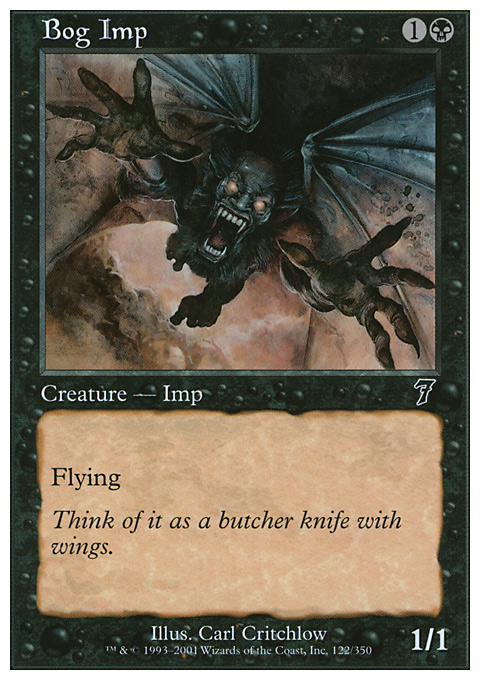 Bog Imp 1
Creature — Imp 7
Flying
Think of it as a butcher knife with
wings.
Illus. Carl Critchlow
™ & © 1993–2001 Wizards of the Coast, Inc. 122/350
1/1